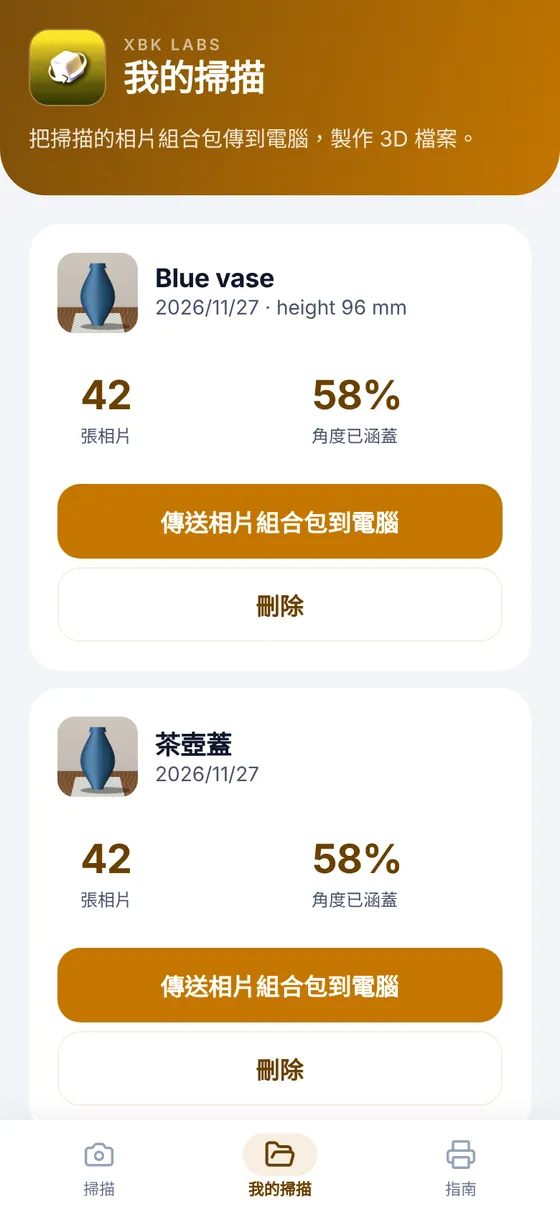 XBK LABS
我的掃描
把掃描的相片組合包傳到電腦，製作 3D 檔案。
Blue vase
2026/11/27 · height 96 mm
42
58%
張相片
角度已涵蓋
傳送相片組合包到電腦
刪除
茶壺蓋
2026/11/27
42
58%
張相片
角度已涵蓋
傳送相片組合包到電腦
刪除
掃描
我的掃描
指南